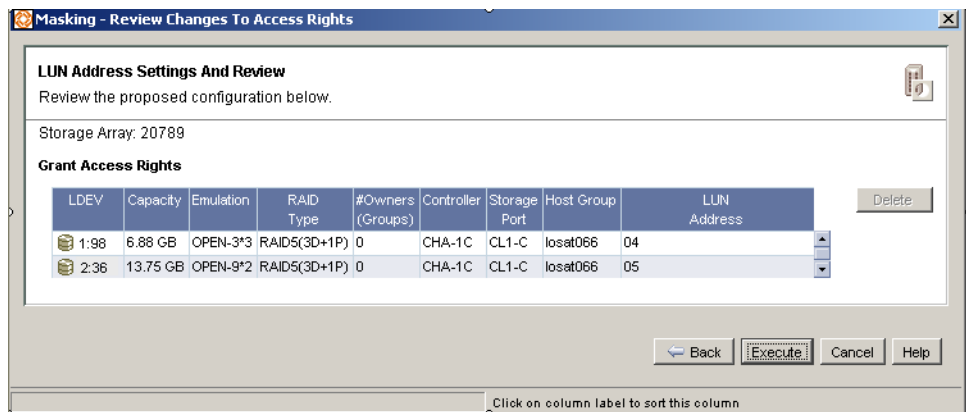 Masking - Review Changes To Access Rights
LUN Address Settings And Review
Review the proposed configuration below.
Storage Array: 20789
Grant Access Rights
LDEV Capacity Emulation RAID Type #Owners (Groups) Controller Storage Port Host Group LUN Address
Delete
1:98 6.88 GB OPEN-3*3 RAID5(3D+1P) 0 CHA-1C CL1-C losat066 04
2:36 13.75 GB OPEN-9*2 RAID5(3D+1P) 0 CHA-1C CL1-C losat066 05
Back Execute Cancel Help
Click on column label to sort this column